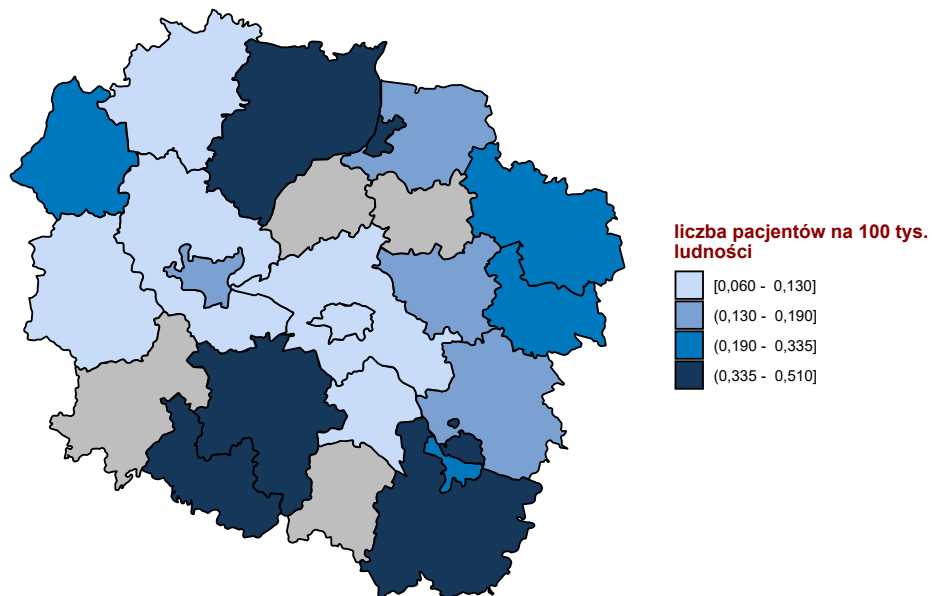 liczba pacjentów na 100 tys.
ludności
[0,060 - 0,130]
(0,130 - 0,190]
(0,190 - 0,335]
(0,335 - 0,510]